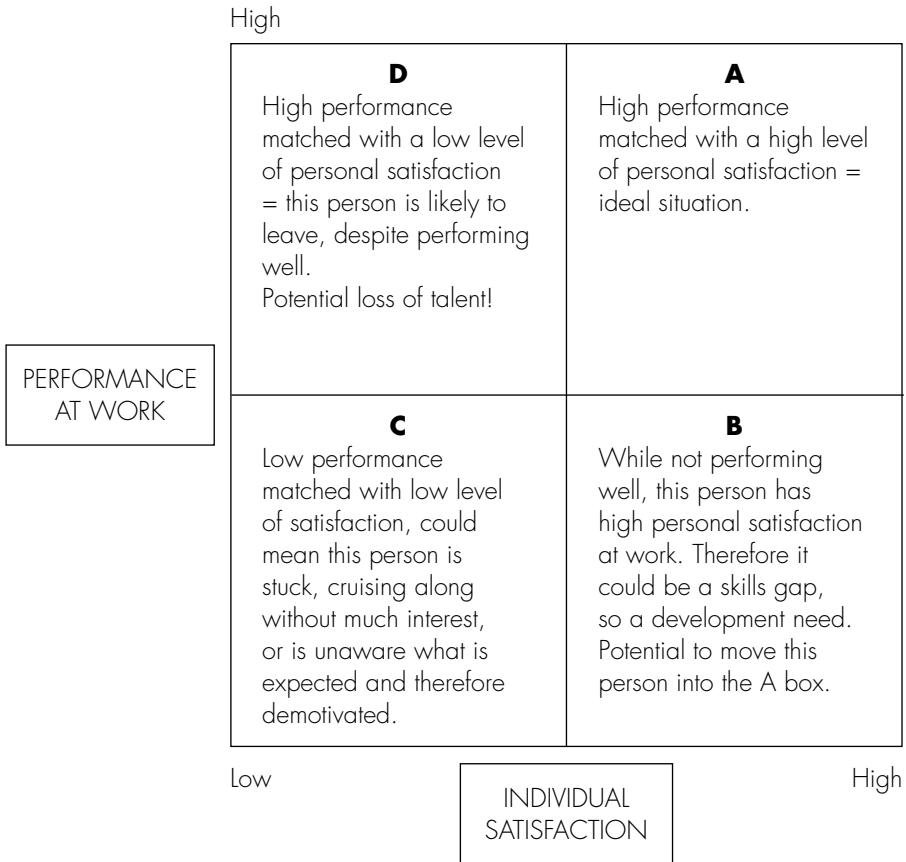 High
D
High performance
matched with a low level
of personal satisfaction
= this person is likely to
leave, despite performing
well.
Potential loss of talent!
A
High performance
matched with a high level
of personal satisfaction =
ideal situation.
PERFORMANCE
AT WORK
C
Low performance
matched with low level
of satisfaction, could
mean this person is
stuck, cruising along
without much interest,
or is unaware what is
expected and therefore
demotivated.
B
While not performing
well, this person has
high personal satisfaction
at work. Therefore it
could be a skills gap,
so a development need.
Potential to move this
person into the A box.
Low
INDIVIDUAL
SATISFACTION
High